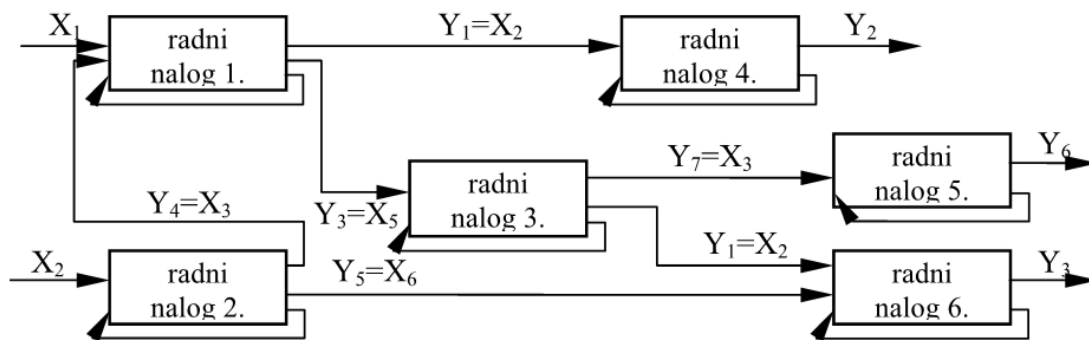 X₁
radni
nalog 1.
Y₁=X₂
radni
nalog 4.
Y₂
Y₄=X₃
Y₃=X₅
radni
nalog 3.
Y₇=X₃
radni
nalog 5.
Y₆
X₂
radni
nalog 2.
Y₅=X₆
Y₁=X₂
radni
nalog 6.
Y₃